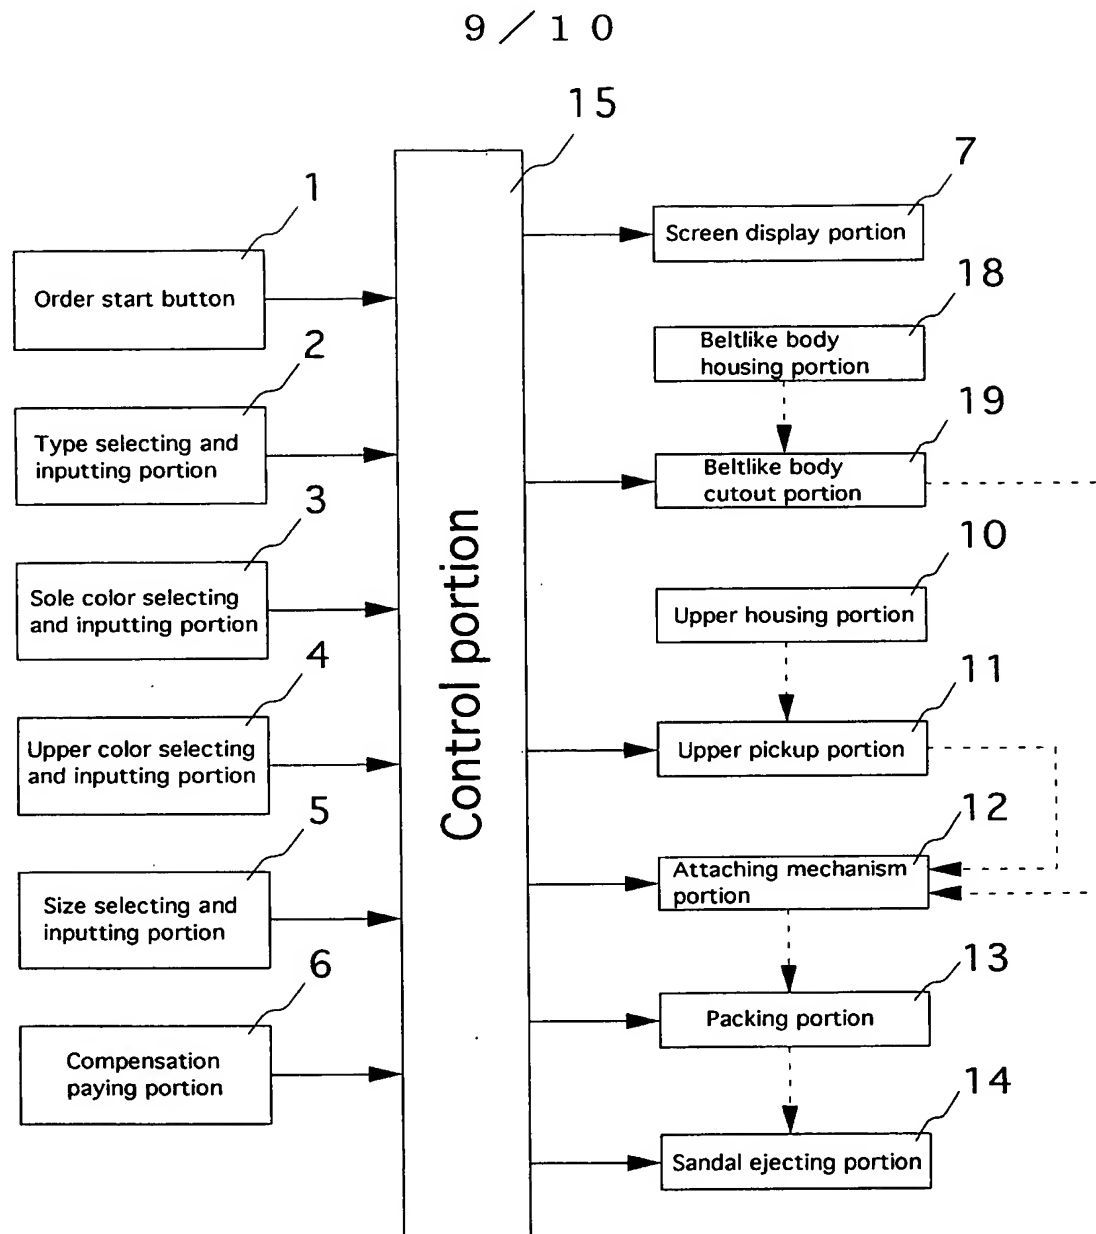 9／10
15
1
Order start button
2
Type selecting and
inputting portion
3
Sole color selecting
and inputting portion
4
Upper color selecting
and inputting portion
5
Size selecting and
inputting portion
6
Compensation
paying portion
Control portion
7
Screen display portion
18
Beltlike body
housing portion
19
Beltlike body
cutout portion
10
Upper housing portion
11
Upper pickup portion
12
Attaching mechanism
portion
13
Packing portion
14
Sandal ejecting portion